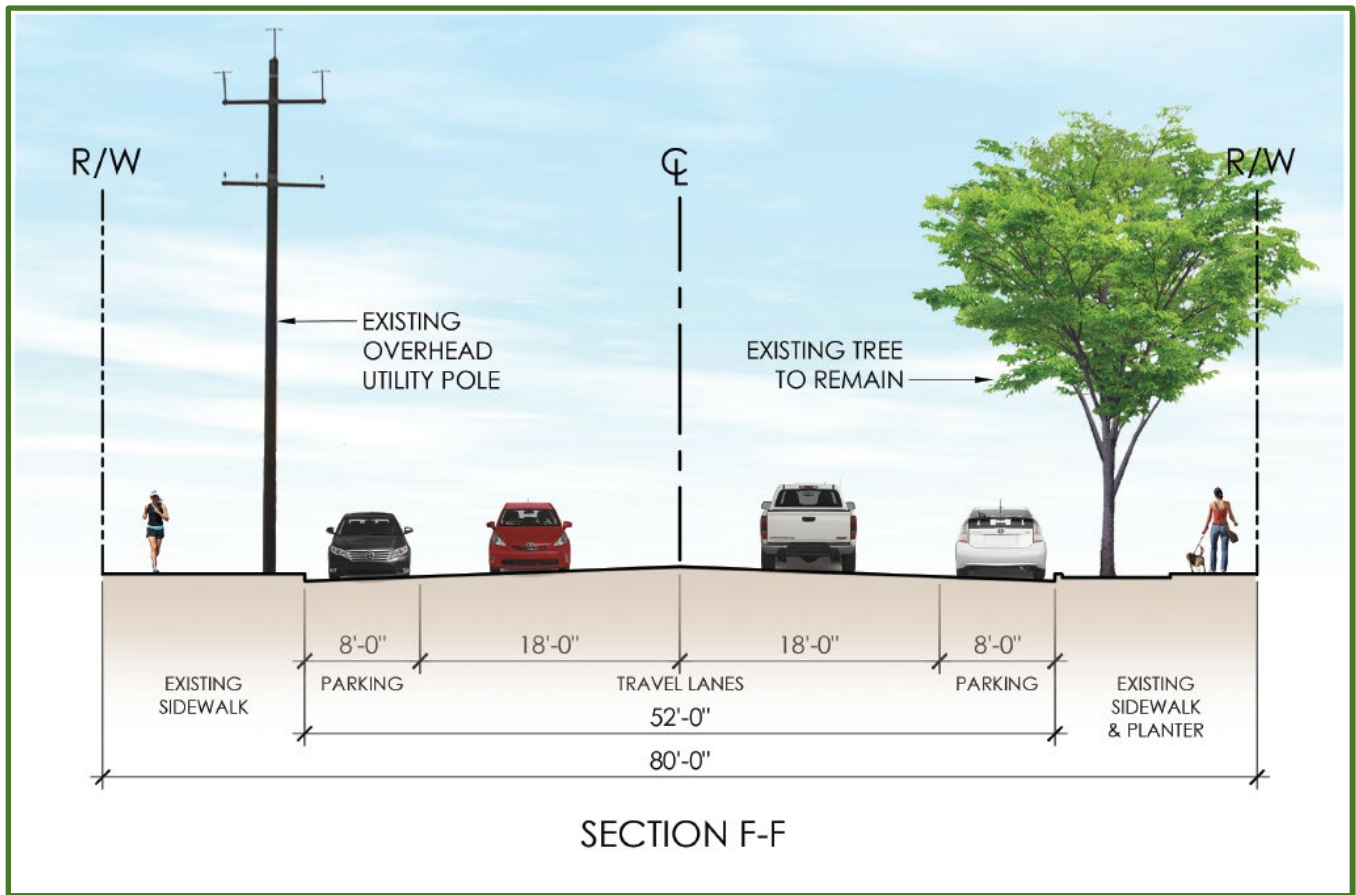 R/W
℄
R/W
EXISTING
OVERHEAD
UTILITY POLE
EXISTING TREE
TO REMAIN
8'-0"
18'-0"
18'-0"
8'-0"
EXISTING
SIDEWALK
PARKING
TRAVEL LANES
PARKING
EXISTING
SIDEWALK
& PLANTER
52'-0"
80'-0"
SECTION F-F